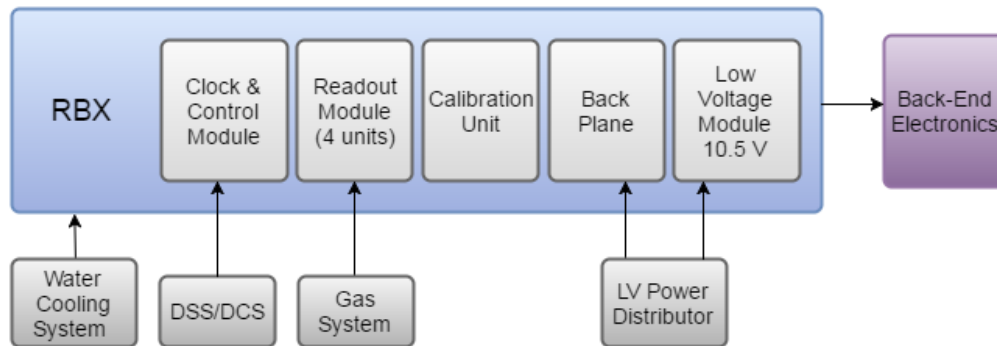 RBX
Clock &
Control
Module
Readout
Module
(4 units)
Calibration
Unit
Back
Plane
Low
Voltage
Module
10.5 V
Back-End
Electronics
Water
Cooling
System
DSS/DCS
Gas
System
LV Power
Distributor